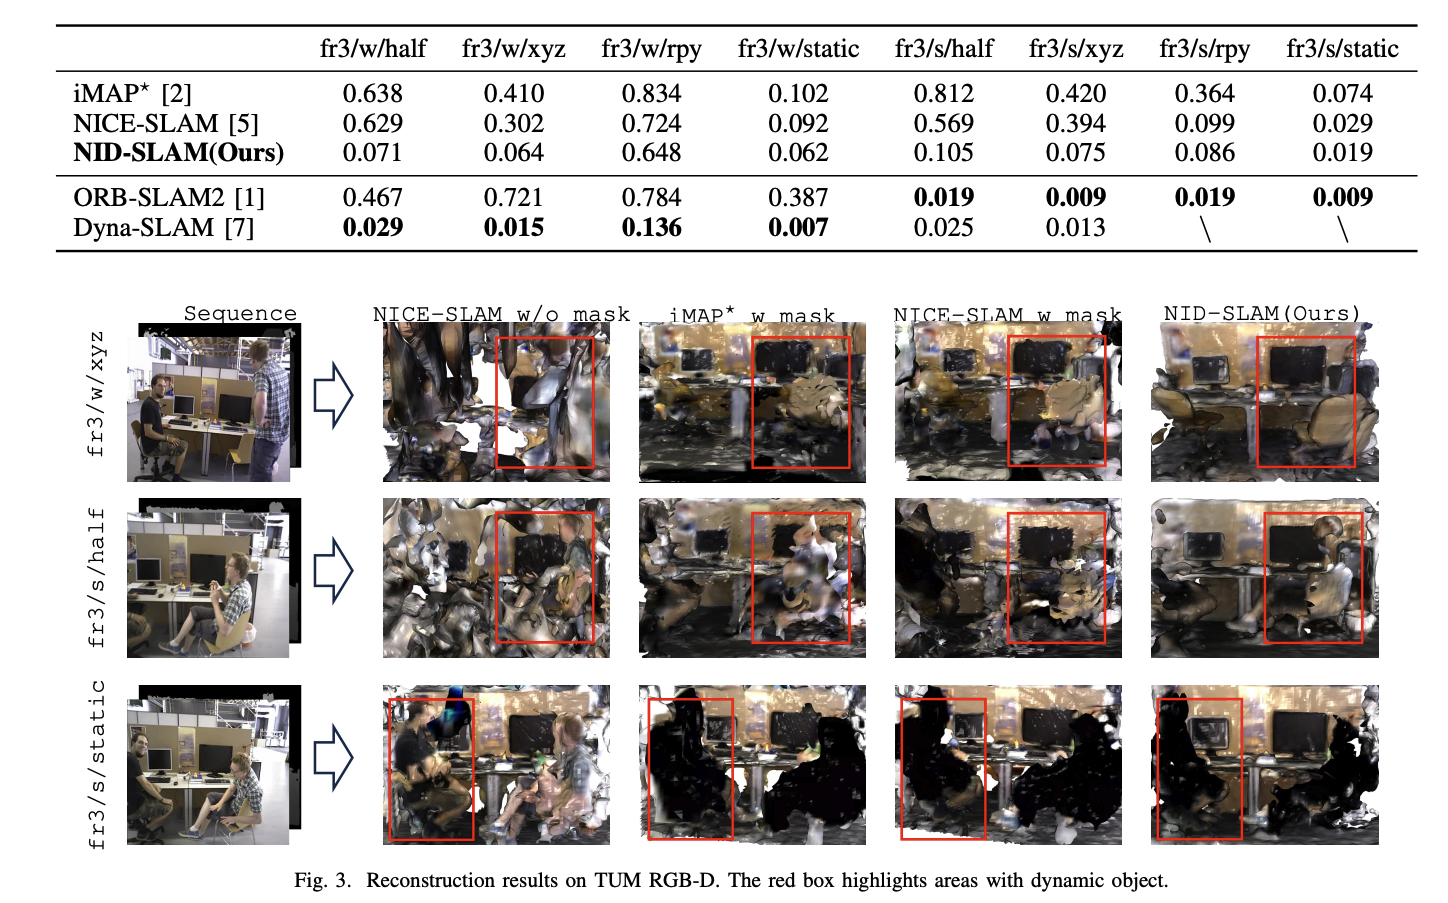 fr3/w/half fr3/w/xyz fr3/w/rpy fr3/w/static fr3/s/half fr3/s/xyz fr3/s/rpy fr3/s/static
iMAP* [2] 0.638 0.410 0.834 0.102 0.812 0.420 0.364 0.074
NICE-SLAM [5] 0.629 0.302 0.724 0.092 0.569 0.394 0.099 0.029
NID-SLAM(Ours) 0.071 0.064 0.648 0.062 0.105 0.075 0.086 0.019
ORB-SLAM2 [1] 0.467 0.721 0.784 0.387 0.019 0.009 0.019 0.009
Dyna-SLAM [7] 0.029 0.015 0.136 0.007 0.025 0.013 \ \
Sequence NICE-SLAM w/o mask iMAP* w mask NICE-SLAM w mask NID-SLAM(Ours)
fr3/w/xyz
fr3/s/half
fr3/s/static
Fig. 3. Reconstruction results on TUM RGB-D. The red box highlights areas with dynamic object.